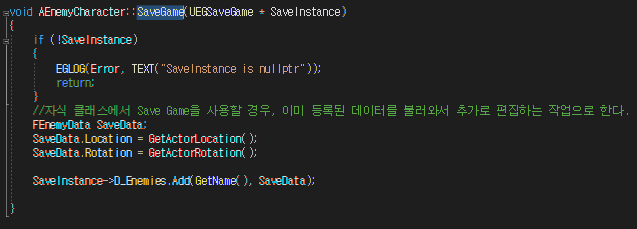 void AEnemyCharacter::SaveGame(UEGSaveGame * SaveInstance)
{
if (!SaveInstance)
{
EGLOG(Error, TEXT("SaveInstance is nullptr"));
return;
}
//자식 클래스에서 Save Game을 사용할 경우, 이미 등록된 데이터를 불러와서 추가로 편집하는 작업으로 한다.
FEnemyData SaveData;
SaveData.Location = GetActorLocation();
SaveData.Rotation = GetActorRotation();
SaveInstance->D_Enemies.Add(GetName(), SaveData);
}